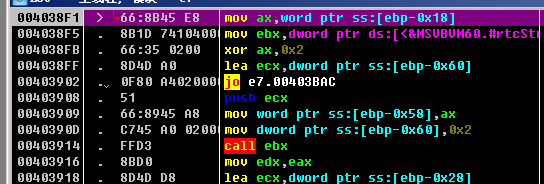 004038F1 > 66:8B45 E8 mov ax,word ptr ss:[ebp-0x18]
004038F5 . 8B1D 74104000 mov ebx,dword ptr ds:[<&MSVBVM60.#rtcStr
004038FB . 66:35 0200 xor ax,0x2
004038FF . 8D4D A0 lea ecx,dword ptr ss:[ebp-0x60]
00403902 . 0F80 A4020000 jo e7.00403BAC
00403908 . 51 push ecx
00403909 . 66:8945 A8 mov word ptr ss:[ebp-0x58],ax
0040390D . C745 A0 02000 mov dword ptr ss:[ebp-0x60],0x2
00403914 . FFD3 call ebx
00403916 . 8BD0 mov edx,eax
00403918 . 8D4D D8 lea ecx,dword ptr ss:[ebp-0x28]